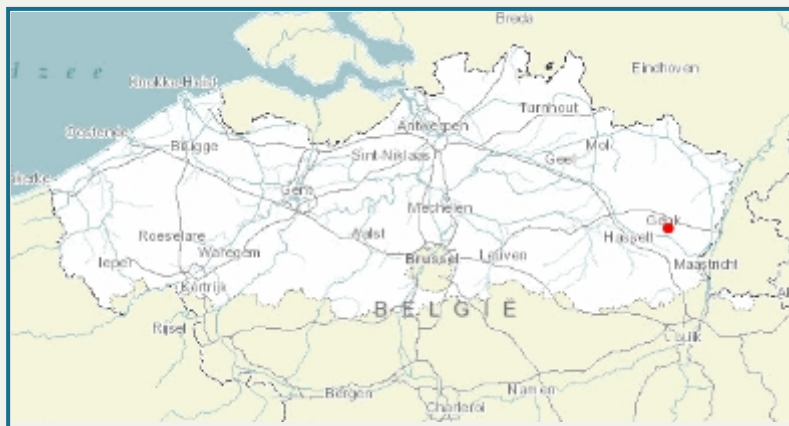 Breda
dzee
Eindhoven
Knokke-Heist
Turnhout
Oostende
Antwerpen
Brugge
Sint-Niklaas
Geel
Mol
Gent
Mechelen
Genk
Roeselare
Aalst
Hasselt
Waregem
Brussel
Leuven
Ieper
Maastricht
Kortrijk
BELGIË
Rijsel
Luik
Bergen
Namen
Charleroi